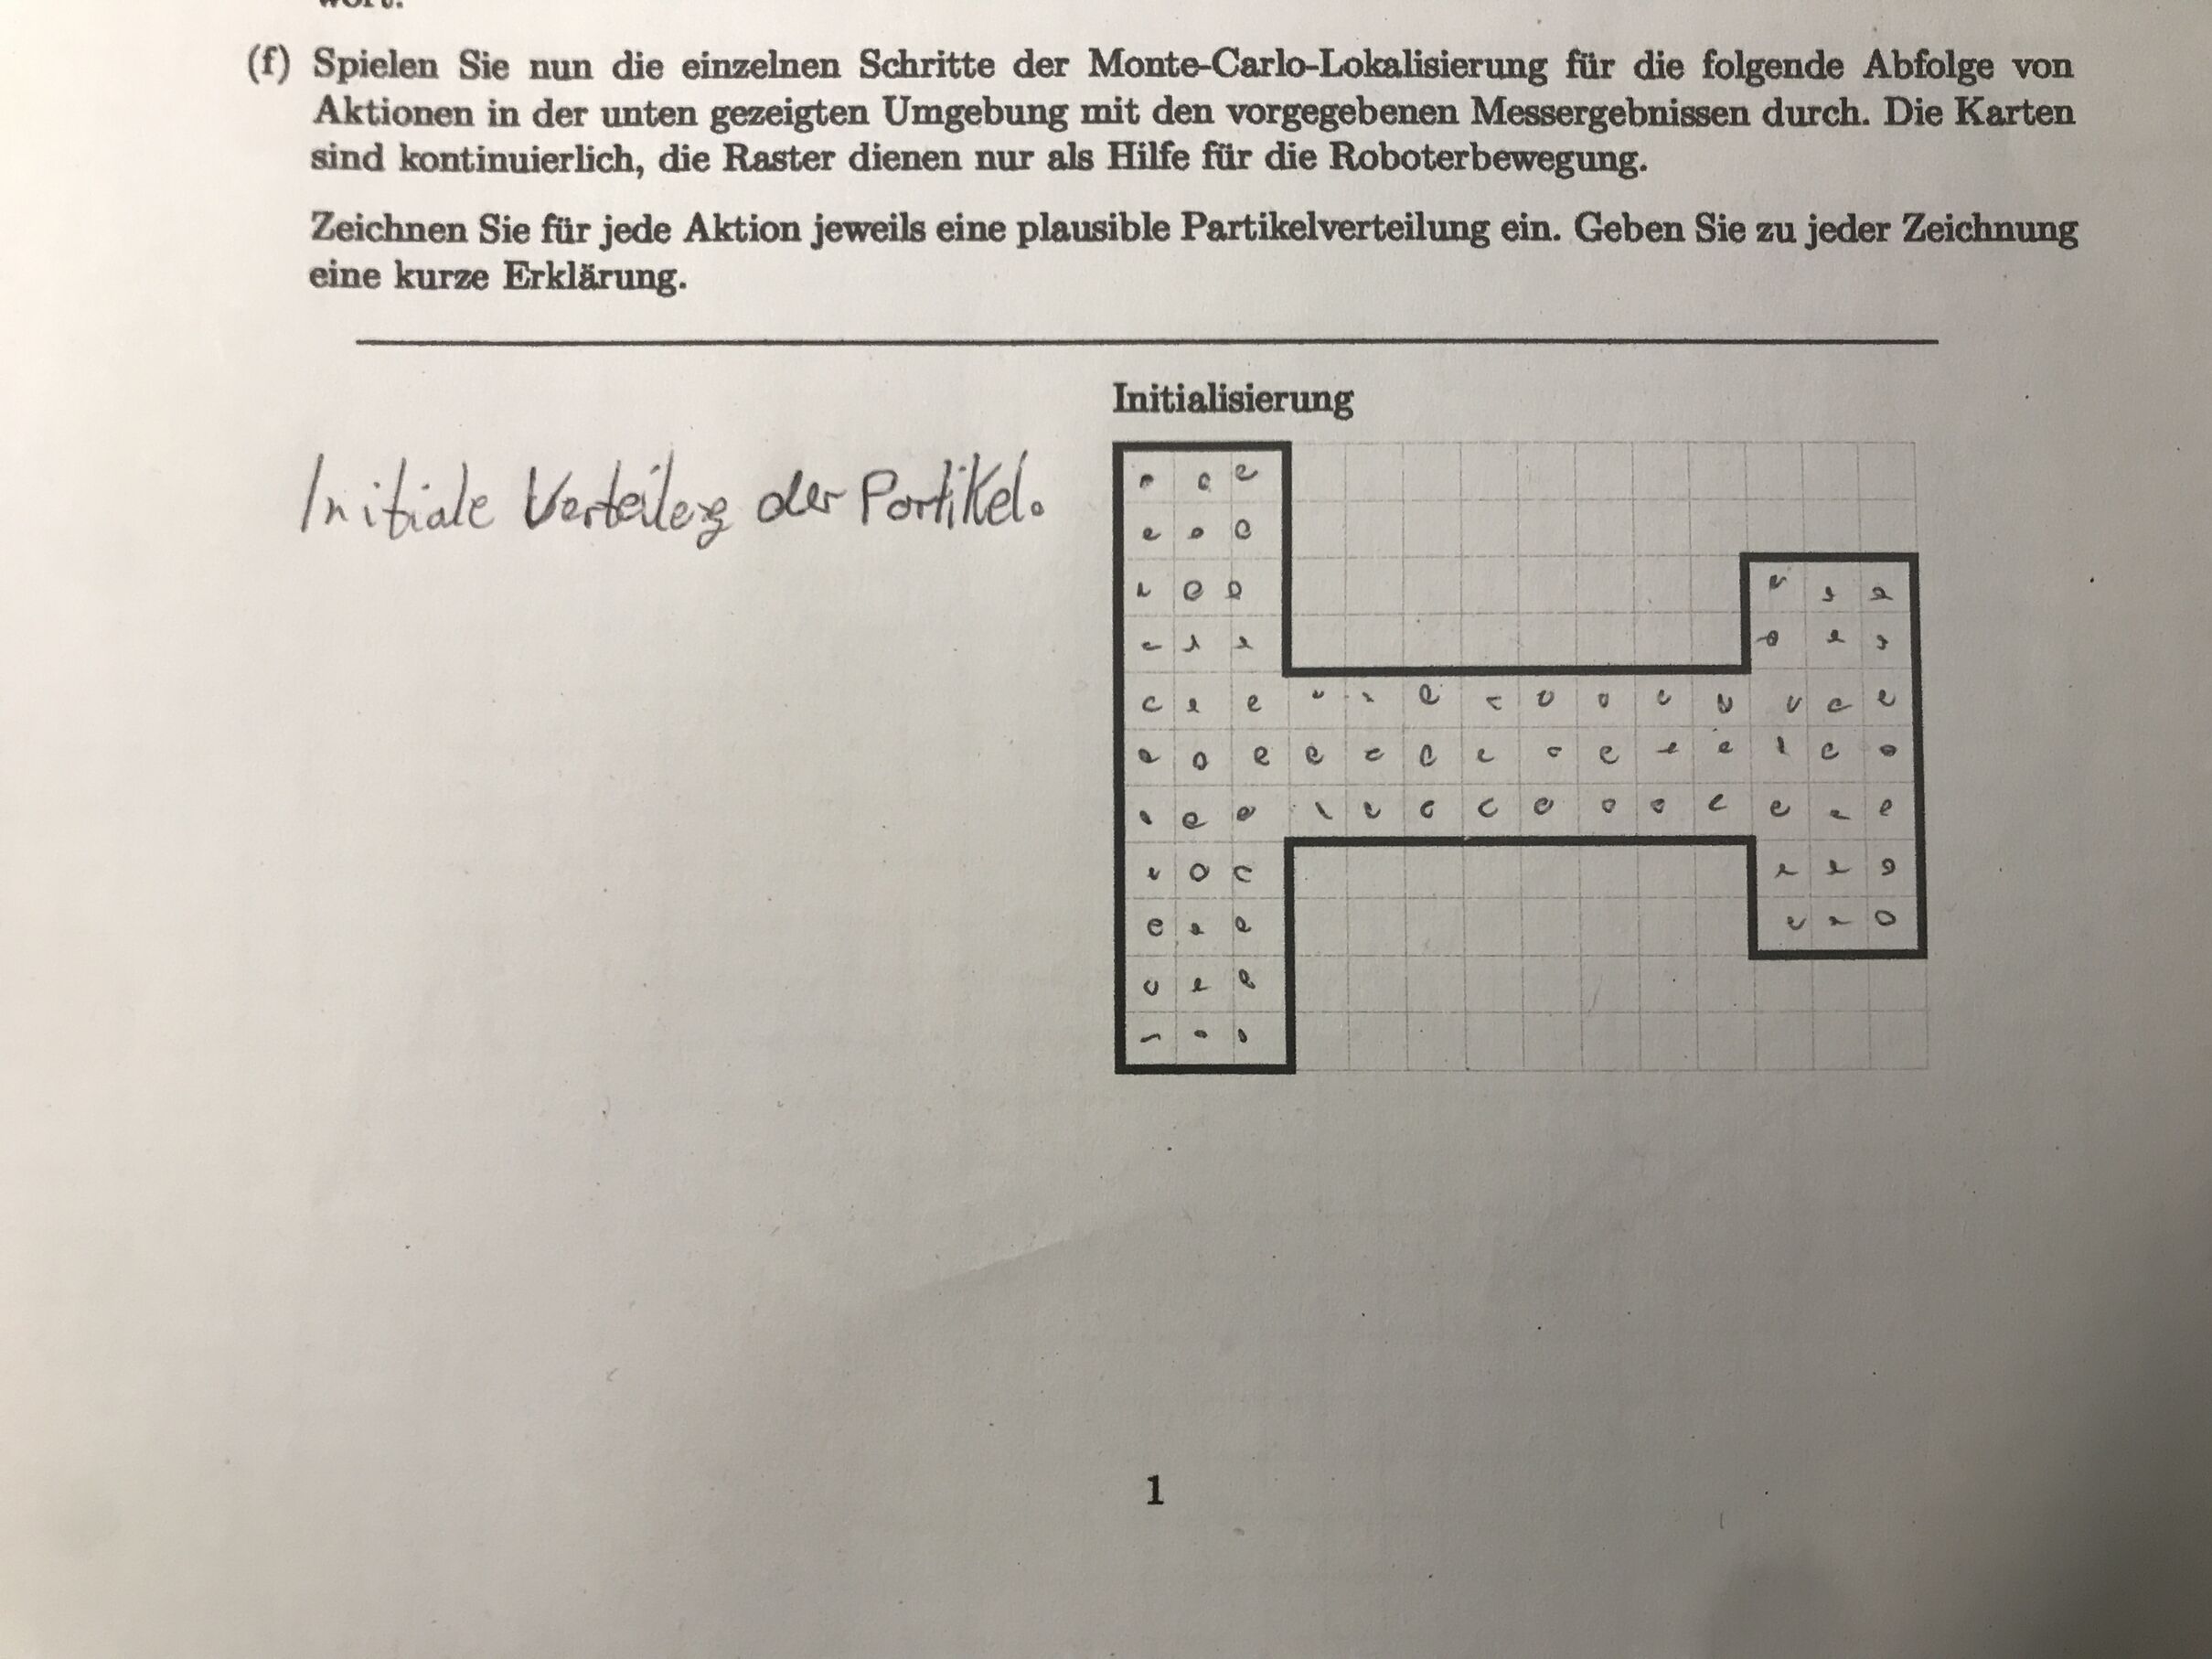 wort.
(f) Spielen Sie nun die einzelnen Schritte der Monte-Carlo-Lokalisierung für die folgende Abfolge von
Aktionen in der unten gezeigten Umgebung mit den vorgegebenen Messergebnissen durch. Die Karten
sind kontinuierlich, die Raster dienen nur als Hilfe für die Roboterbewegung.
Zeichnen Sie für jede Aktion jeweils eine plausible Partikelverteilung ein. Geben Sie zu jeder Zeichnung
eine kurze Erklärung.
Initialisierung
Initiale Verteilung der Partikel.
1